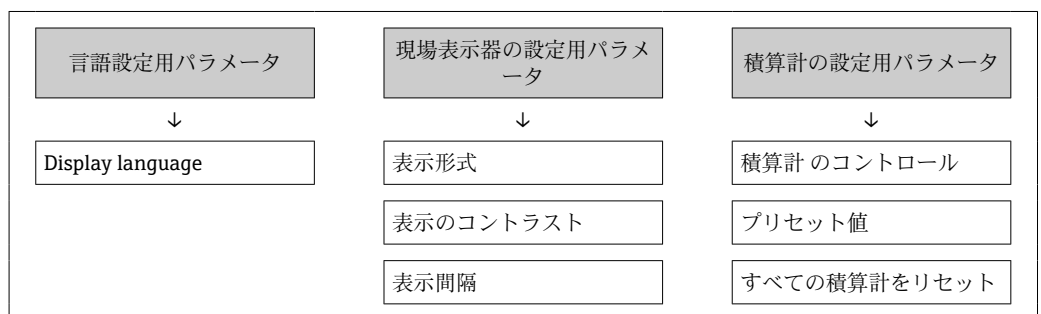 言語設定用パラメータ
↓
Display language
現場表示器の設定用パラメ
ータ
↓
表示形式
表示のコントラスト
表示間隔
積算計の設定用パラメータ
↓
積算計 のコントロール
プリセット値
すべての積算計をリセット